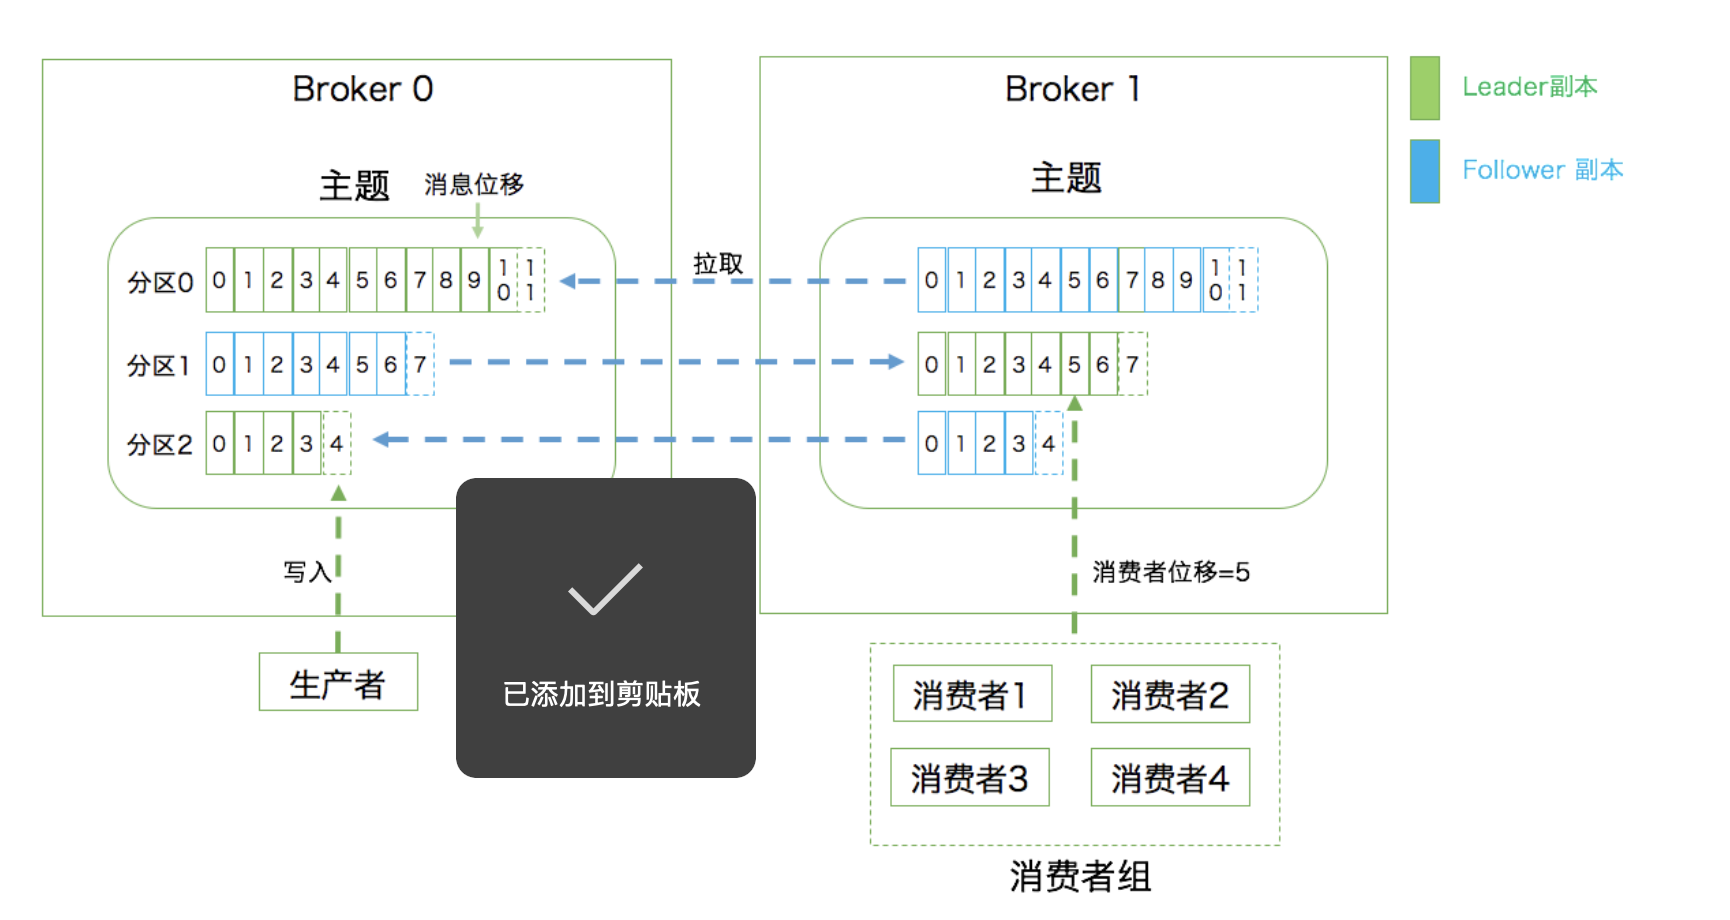 Broker 0
Broker 1
Leader副本
Follower 副本
主题
消息位移
主题
分区0
0 1 2 3 4 5 6 7 8 9 10 11
拉取
0 1 2 3 4 5 6 7 8 9 10 11
分区1
0 1 2 3 4 5 6 7
0 1 2 3 4 5 6 7
分区2
0 1 2 3 4
0 1 2 3 4
写入
消费者位移=5
生产者
已添加到剪贴板
消费者1
消费者2
消费者3
消费者4
消费者组